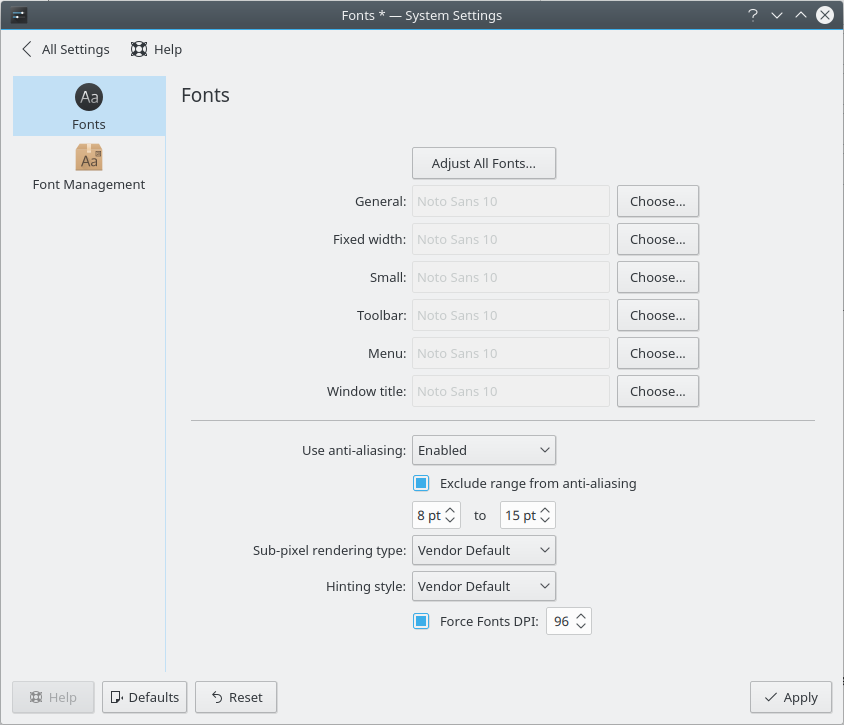 Fonts * — System Settings
All Settings
Help
Aa
Fonts
Aa
Font Management
Fonts
Adjust All Fonts...
General: Noto Sans 10 Choose...
Fixed width: Noto Sans 10 Choose...
Small: Noto Sans 10 Choose...
Toolbar: Noto Sans 10 Choose...
Menu: Noto Sans 10 Choose...
Window title: Noto Sans 10 Choose...
Use anti-aliasing: Enabled
Exclude range from anti-aliasing
8 pt to 15 pt
Sub-pixel rendering type: Vendor Default
Hinting style: Vendor Default
Force Fonts DPI: 96
Help Defaults Reset Apply